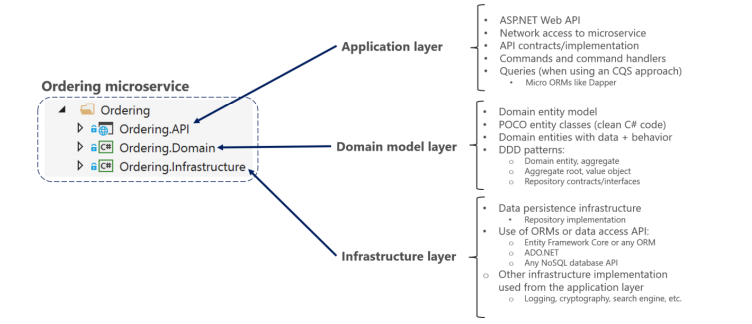 Ordering microservice
Ordering
Ordering.API
C# Ordering.Domain
C# Ordering.Infrastructure
Application layer
• ASP.NET Web API
• Network access to microservice
• API contracts/implementation
• Commands and command handlers
• Queries (when using an CQS approach)
• Micro ORMs like Dapper
Domain model layer
• Domain entity model
• POCO entity classes (clean C# code)
• Domain entities with data + behavior
• DDD patterns:
o Domain entity, aggregate
o Aggregate root, value object
o Repository contracts/interfaces
Infrastructure layer
• Data persistence infrastructure
• Repository implementation
• Use of ORMs or data access API:
o Entity Framework Core or any ORM
o ADO.NET
o Any NoSQL database API
o Other infrastructure implementation
used from the application layer
o Logging, cryptography, search engine, etc.